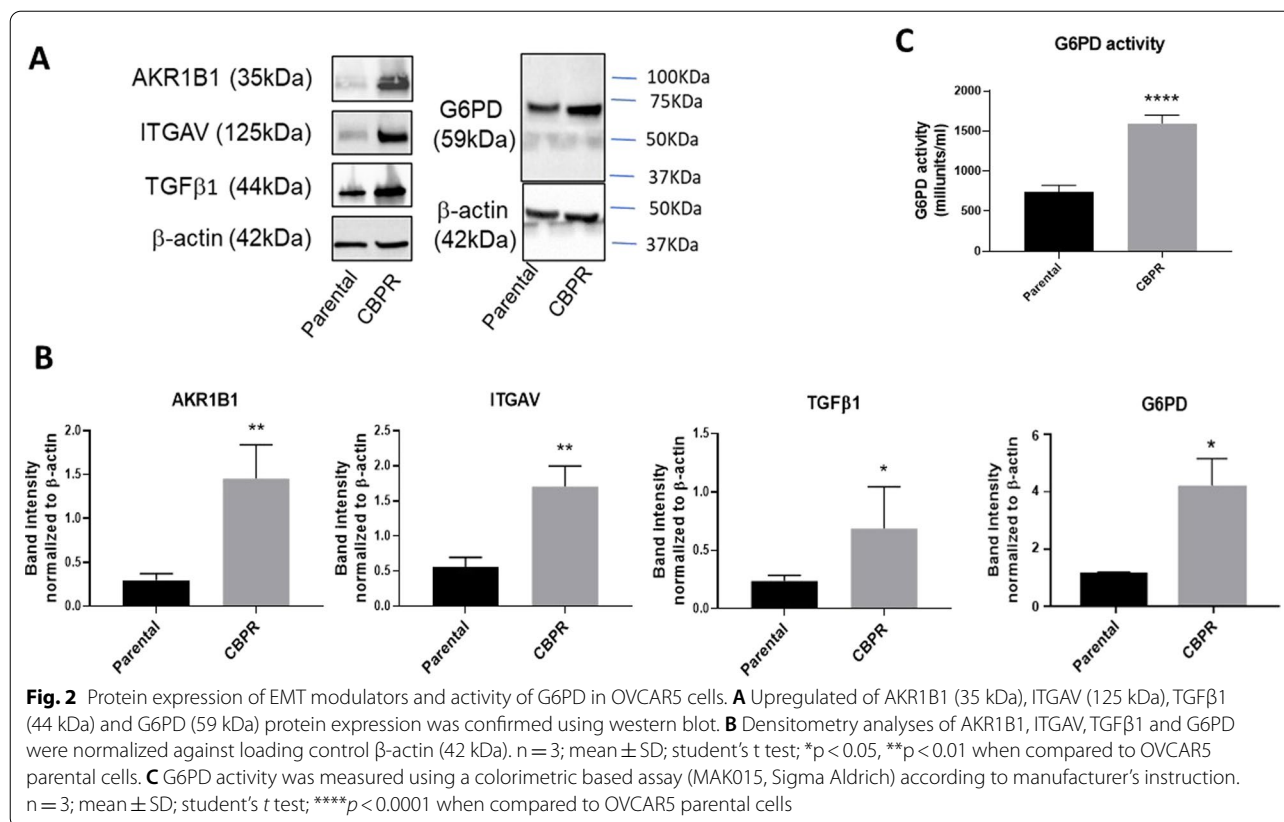 A
AKR1B1 (35kDa)
ITGAV (125kDa)
TGFβ1 (44kDa)
β-actin (42kDa)
Parental
CBPR
G6PD
(59kDa)
β-actin
(42kDa)
Parental
CBPR
100KDa
75KDa
50KDa
37KDa
50KDa
37KDa
C
G6PD activity
G6PD activity
(miliunits/ml)
2000
1500
1000
500
0
****
Parental
CBPR
B
AKR1B1
Band intensity
normalized to β-actin
2.0
1.5
1.0
0.5
0.0
**
Parental
CBPR
ITGAV
Band intensity
normalized to β-actin
2.5
2.0
1.5
1.0
0.5
0.0
**
Parental
CBPR
TGFβ1
Band intensity
normalized to β-actin
1.5
1.0
0.5
0.0
*
Parental
CBPR
G6PD
Band intensity
normalized to β-actin
6
4
2
0
*
Parental
CBPR
Fig. 2 Protein expression of EMT modulators and activity of G6PD in OVCAR5 cells. A Upregulated of AKR1B1 (35 kDa), ITGAV (125 kDa), TGFβ1
(44 kDa) and G6PD (59 kDa) protein expression was confirmed using western blot. B Densitometry analyses of AKR1B1, ITGAV, TGFβ1 and G6PD
were normalized against loading control β-actin (42 kDa). n = 3; mean ± SD; student's t test; *p < 0.05, **p < 0.01 when compared to OVCAR5
parental cells. C G6PD activity was measured using a colorimetric based assay (MAK015, Sigma Aldrich) according to manufacturer's instruction.
n = 3; mean ± SD; student's t test; ****p < 0.0001 when compared to OVCAR5 parental cells